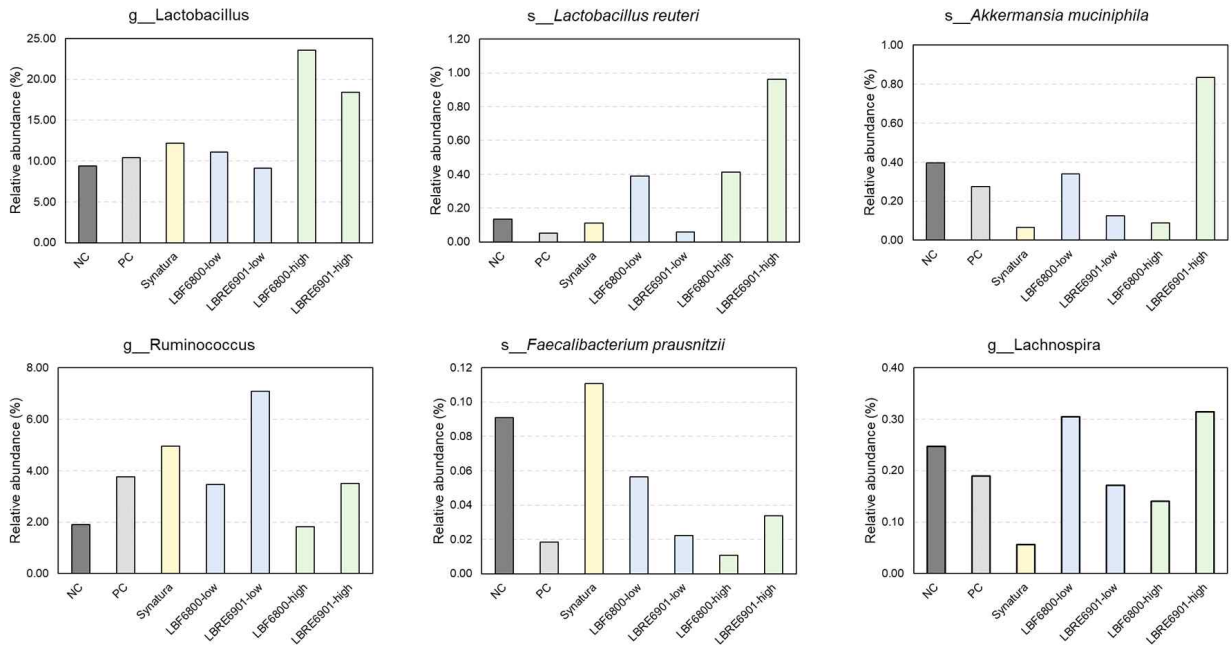 g__Lactobacillus
Relative abundance (%)
25.00
20.00
15.00
10.00
5.00
0.00
NC
PC
Synatura
LBF6800-low
LBRE6901-low
LBF6800-high
LBRE6901-high
s__Lactobacillus reuteri
Relative abundance (%)
1.20
1.00
0.80
0.60
0.40
0.20
0.00
NC
PC
Synatura
LBF6800-low
LBRE6901-low
LBF6800-high
LBRE6901-high
s__Akkermansia muciniphila
Relative abundance (%)
1.00
0.80
0.60
0.40
0.20
0.00
NC
PC
Synatura
LBF6800-low
LBRE6901-low
LBF6800-high
LBRE6901-high
g__Ruminococcus
Relative abundance (%)
8.00
6.00
4.00
2.00
0.00
NC
PC
Synatura
LBF6800-low
LBRE6901-low
LBF6800-high
LBRE6901-high
s__Faecalibacterium prausnitzii
Relative abundance (%)
0.12
0.10
0.08
0.06
0.04
0.02
0.00
NC
PC
Synatura
LBF6800-low
LBRE6901-low
LBF6800-high
LBRE6901-high
g__Lachnospira
Relative abundance (%)
0.40
0.30
0.20
0.10
0.00
NC
PC
Synatura
LBF6800-low
LBRE6901-low
LBF6800-high
LBRE6901-high